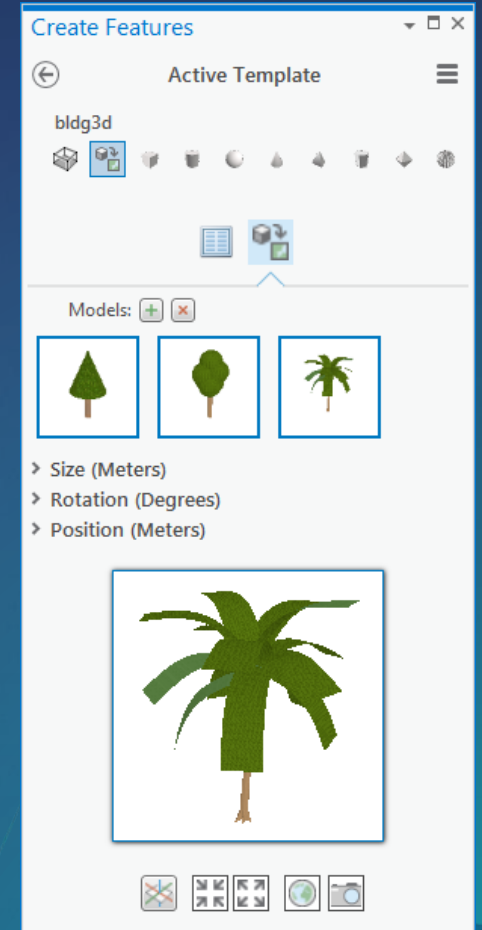 Create Features
Active Template
bldg3d
Models:
Size (Meters)
Rotation (Degrees)
Position (Meters)